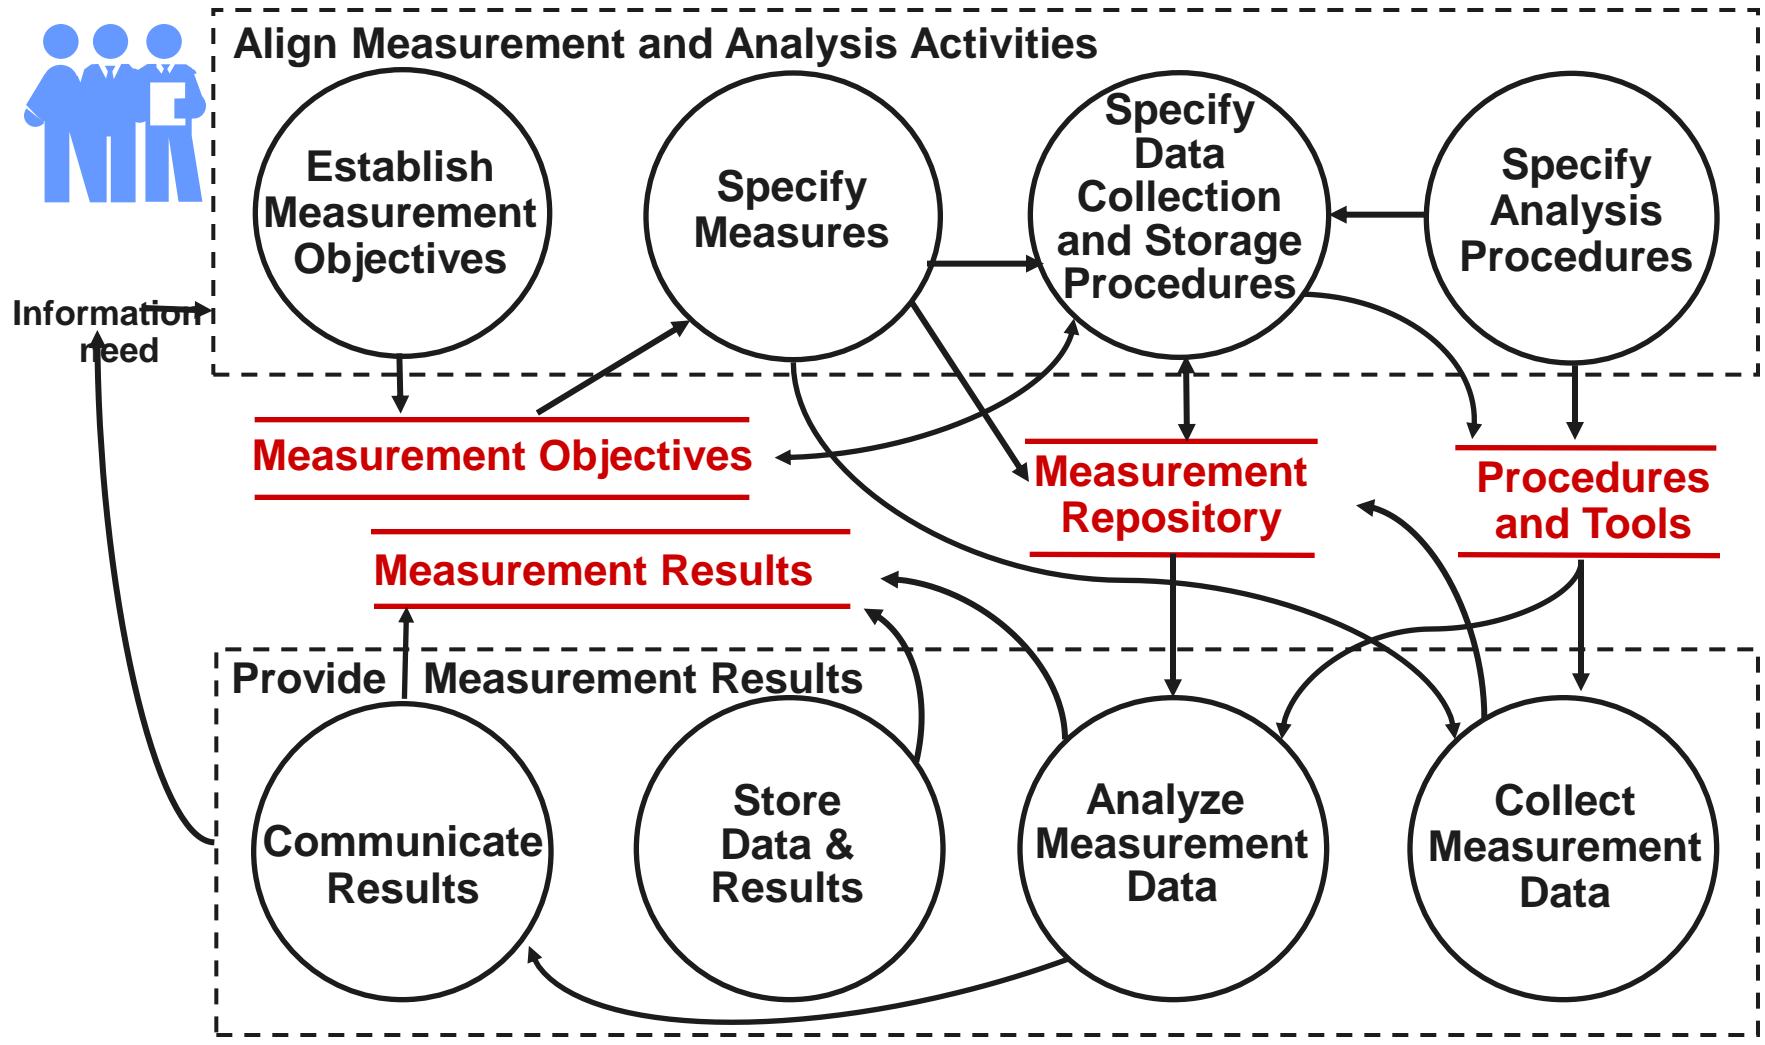 Align Measurement and Analysis Activities
Establish
Measurement
Objectives
Specify
Measures
Specify
Data
Collection
and Storage
Procedures
Specify
Analysis
Procedures
Information
need
Measurement Objectives
Measurement
Repository
Procedures
and Tools
Measurement Results
Provide Measurement Results
Communicate
Results
Store
Data &
Results
Analyze
Measurement
Data
Collect
Measurement
Data